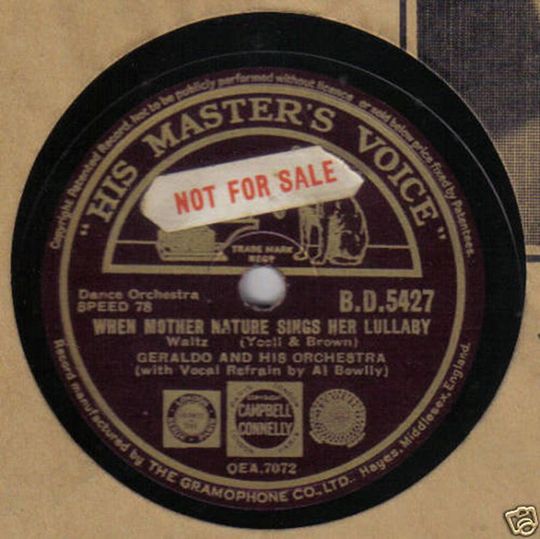 Copyright Patented Record. Not to be publicly performed without licence or sold below price fixed by Patentees.
"HIS MASTER'S VOICE"
NOT FOR SALE
TRADE MARK
REGD
Dance Orchestra
SPEED 78
B.D.5427
WHEN MOTHER NATURE SINGS HER LULLABY
Waltz (Yoell & Brown)
GERALDO AND HIS ORCHESTRA
(with Vocal Refrain by Al Bowlly)
COPYRIGHT
CAMPBELL
CONNELLY
OEA.7072
Record manufactured by THE GRAMOPHONE CO., LTD., Hayes, Middlesex, England.